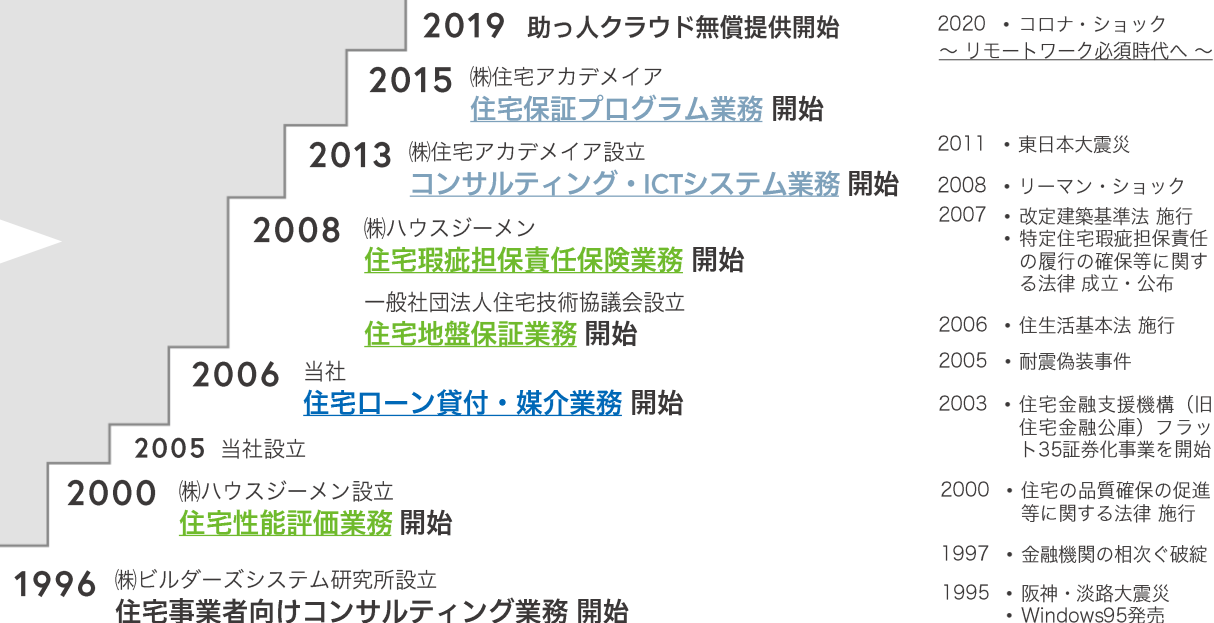 2019 助っ人クラウド無償提供開始
2015 ㈱住宅アカデメイア
住宅保証プログラム業務 開始
2013 ㈱住宅アカデメイア設立
コンサルティング・ICTシステム業務 開始
2008 ㈱ハウスジーメン
住宅瑕疵担保責任保険業務 開始
一般社団法人住宅技術協議会設立
住宅地盤保証業務 開始
2006 当社
住宅ローン貸付・媒介業務 開始
2005 当社設立
2000 ㈱ハウスジーメン設立
住宅性能評価業務 開始
1996 ㈱ビルダーズシステム研究所設立
住宅事業者向けコンサルティング業務 開始
2020 ・コロナ・ショック
～ リモートワーク必須時代へ ～
2011 ・東日本大震災
2008 ・リーマン・ショック
2007 ・改定建築基準法 施行
・特定住宅瑕疵担保責任
の履行の確保等に関す
る法律 成立・公布
2006 ・住生活基本法 施行
2005 ・耐震偽装事件
2003 ・住宅金融支援機構（旧
住宅金融公庫）フラッ
ト35証券化事業を開始
2000 ・住宅の品質確保の促進
等に関する法律 施行
1997 ・金融機関の相次ぐ破綻
1995 ・阪神・淡路大震災
・Windows95発売